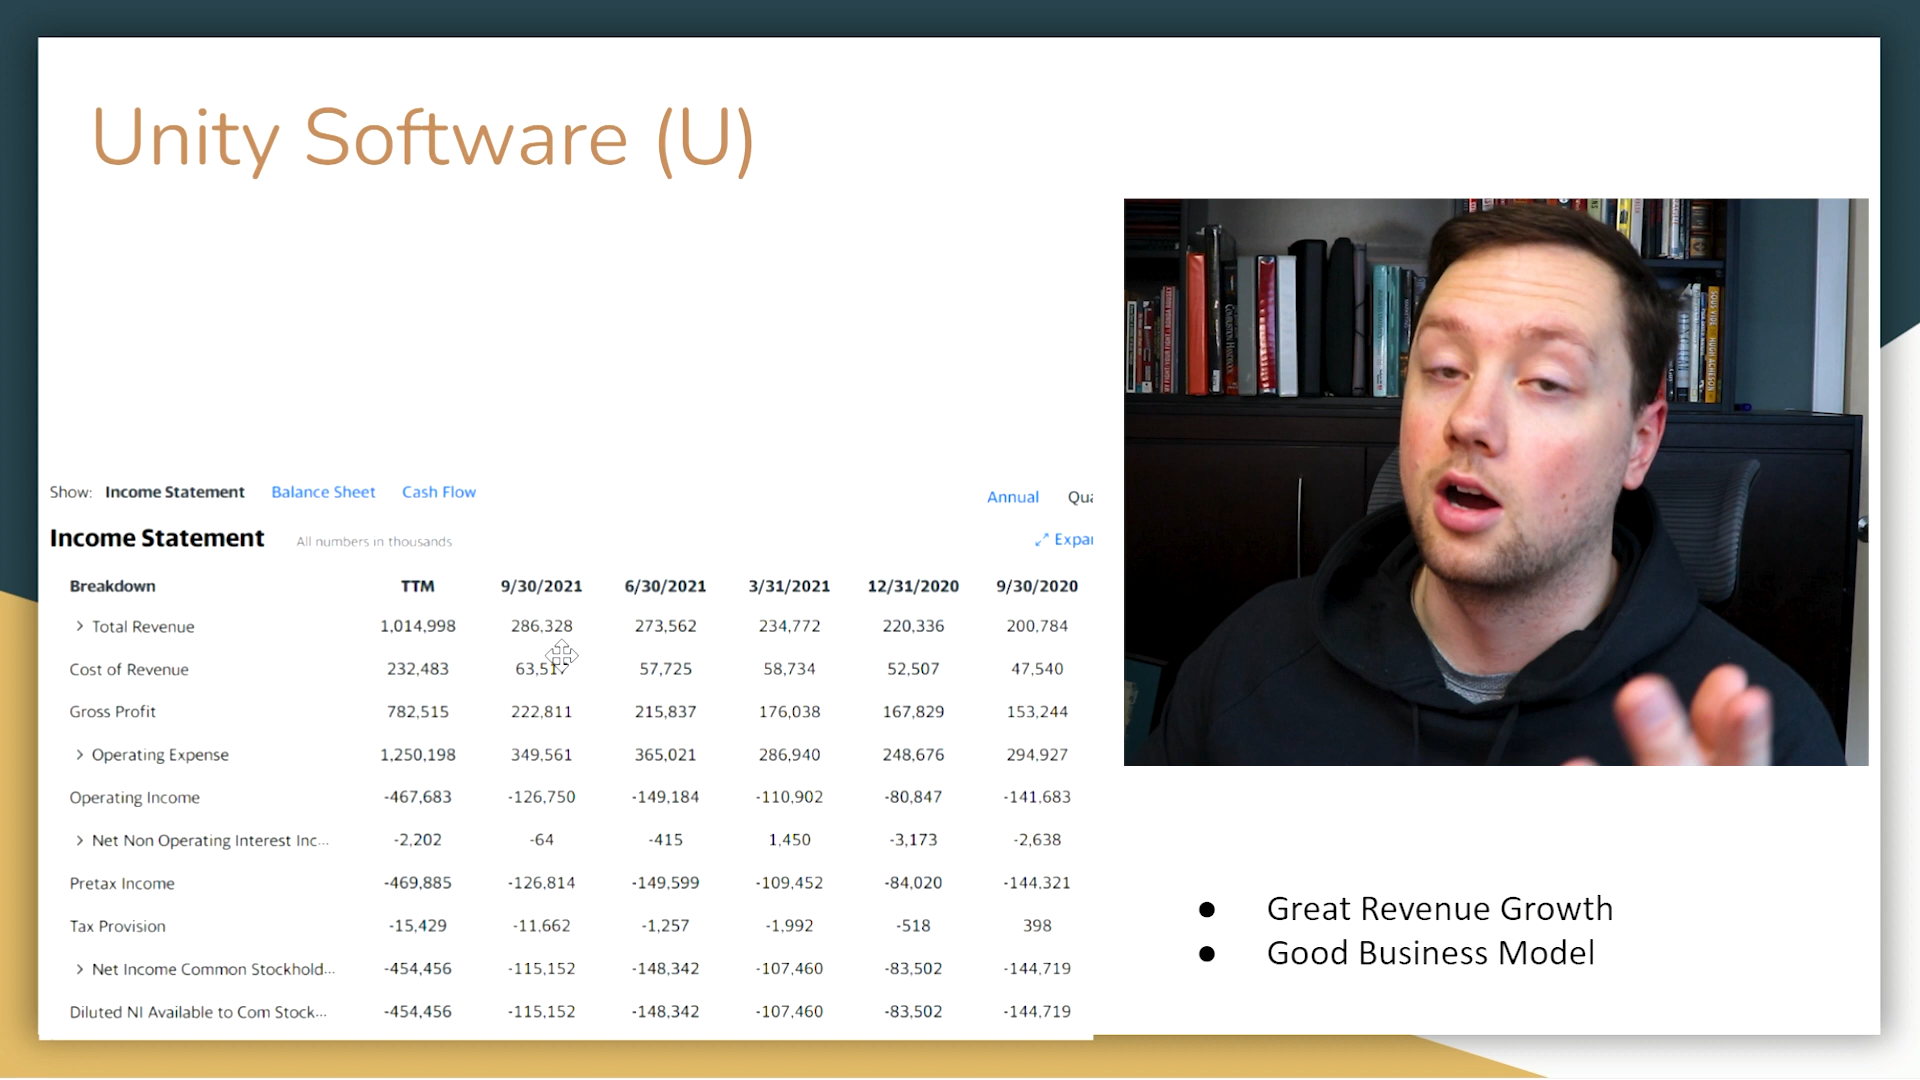 Unity Software (U)
Show: Income Statement Balance Sheet Cash Flow Annual Qua
Income Statement All numbers in thousands Expar
Breakdown TTM 9/30/2021 6/30/2021 3/31/2021 12/31/2020 9/30/2020
Total Revenue 1,014,998 286,328 273,562 234,772 220,336 200,784
Cost of Revenue 232,483 57,725 58,734 52,507 47,540
Gross Profit 782,515 222,811 215,837 176,038 167,829 153,244
Operating Expense 1,250,198 349,561 365,021 286,940 248,676 294,927
Operating Income -467,683 -126,750 -149,184 -110,902 -80,847 -141,683
Net Non Operating Interest Inc... -2,202 -64 -415 1,450 -3,173 -2,638
Pretax Income -469,885 -126,814 -149,599 -109,452 -84,020 -144,321
Tax Provision -15,429 -11,662 -1,257 -1,992 -518 398
Net Income Common Stockhold... -454,456 -115,152 -148,342 -107,460 -83,502 -144,719
Diluted NI Available to Com Stock... -454,456 -115,152 -148,342 -107,460 -83,502 -144,719
● Great Revenue Growth
● Good Business Model
SOUS VIDE HUGH ACHESON